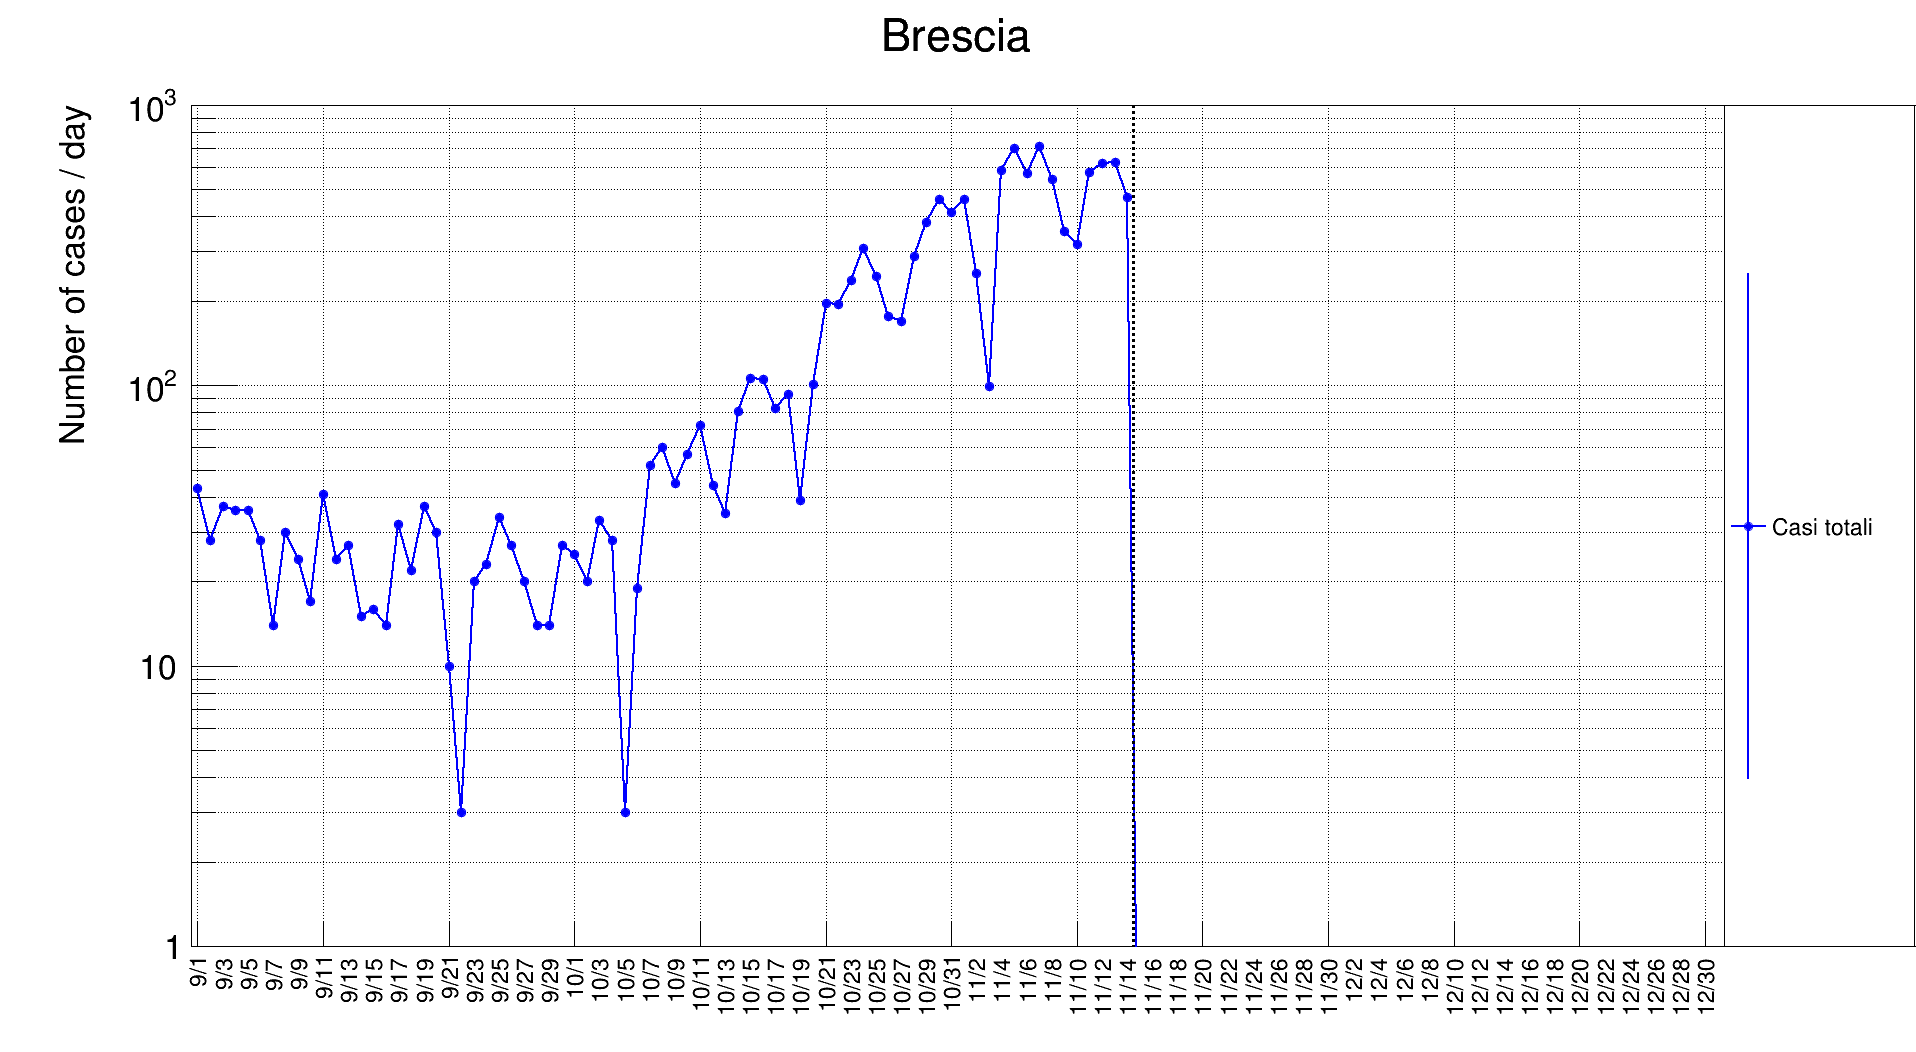 Brescia
Number of cases / day
10³
10²
10
1
9/1 9/3 9/5 9/7 9/9 9/11 9/13 9/15 9/17 9/19 9/21 9/23 9/25 9/27 9/29 10/1 10/3 10/5 10/7 10/9 10/11 10/13 10/15 10/17 10/19 10/21 10/23 10/25 10/27 10/29 10/31 11/2 11/4 11/6 11/8 11/10 11/12 11/14 11/16 11/18 11/20 11/22 11/24 11/26 11/28 11/30 12/2 12/4 12/6 12/8 12/10 12/12 12/14 12/16 12/18 12/20 12/22 12/24 12/26 12/28 12/30
Casi totali